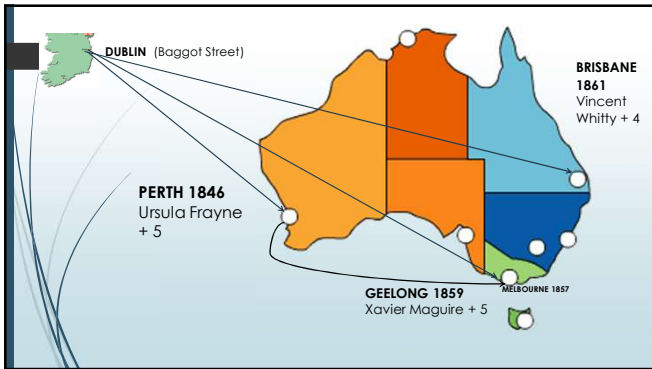 DUBLIN (Baggot Street)
BRISBANE
1861
Vincent
Whitty + 4
PERTH 1846
Ursula Frayne
+ 5
MELBOURNE 1857
GEELONG 1859
Xavier Maguire + 5